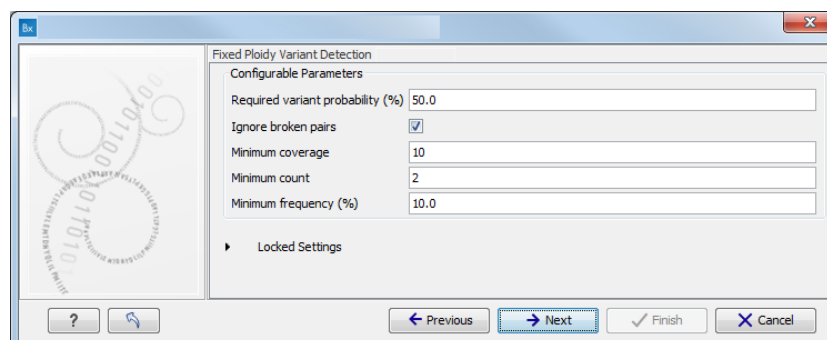 Bx
Fixed Ploidy Variant Detection
Configurable Parameters
Required variant probability (%) 50.0
Ignore broken pairs
Minimum coverage 10
Minimum count 2
Minimum frequency (%) 10.0
Locked Settings
? Previous Next Finish Cancel